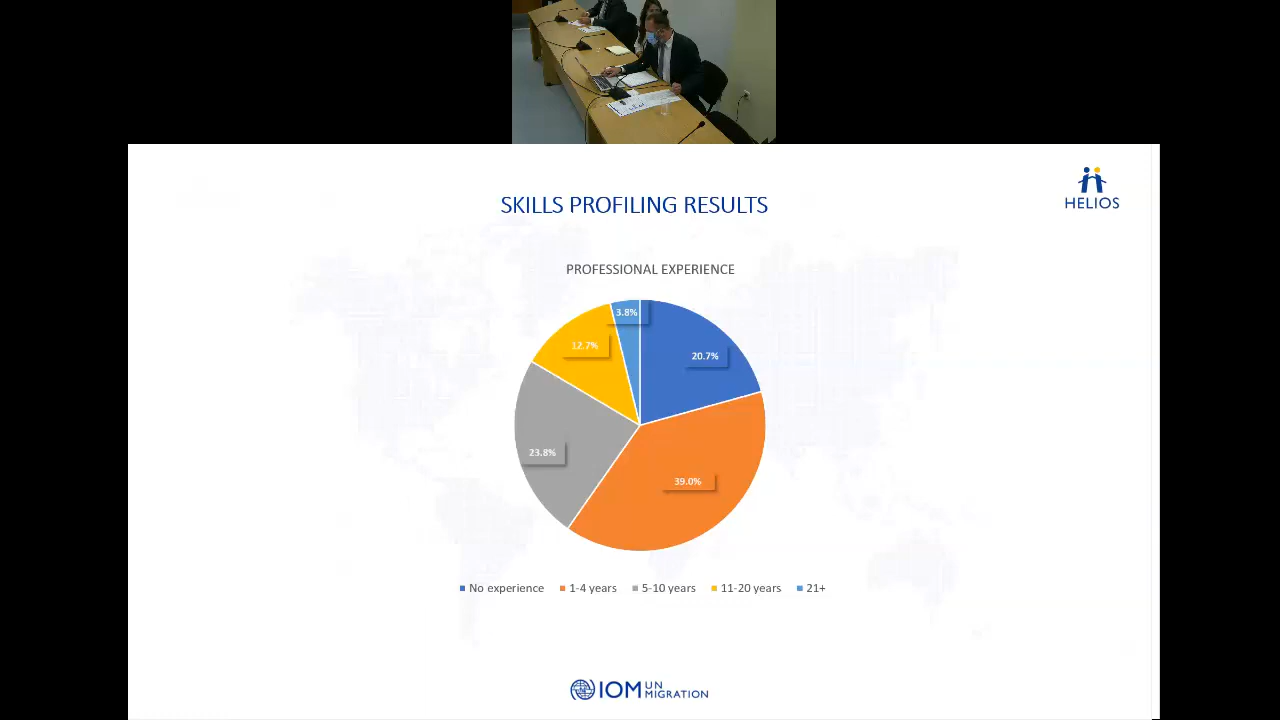 HELIOS
SKILLS PROFILING RESULTS
PROFESSIONAL EXPERIENCE
3.8%
12.7%
20.7%
23.8%
39.0%
No experience 1-4 years 5-10 years 11-20 years 21+
IOM UN MIGRATION